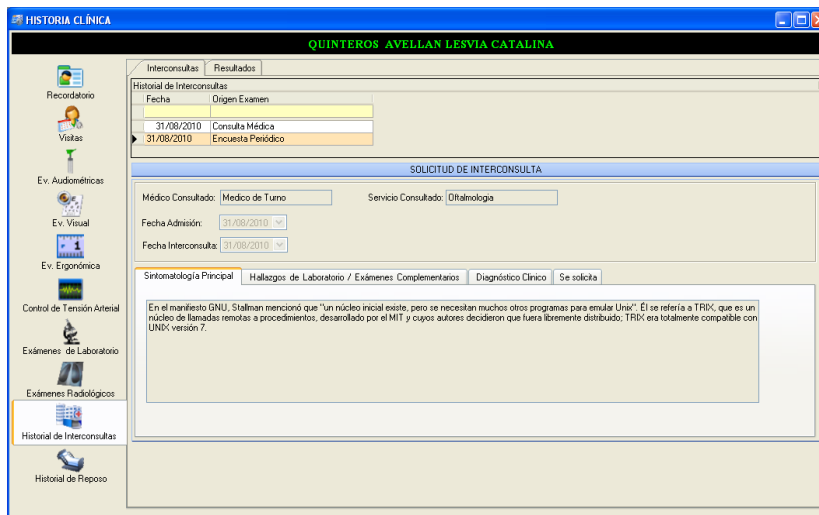 HISTORIA CLÍNICA
QUINTEROS AVELLAN LESVIA CATALINA
Recordatorio
Visitas
Ev. Audiométricas
Ev. Visual
Ev. Ergonómica
Control de Tensión Arterial
Exámenes de Laboratorio
Exámenes Radiológicos
Historial de Interconsultas
Historial de Reposo
Interconsultas Resultados
Historial de Interconsultas
Fecha Origen Examen
31/08/2010 Consulta Médica
31/08/2010 Encuesta Periódico
SOLICITUD DE INTERCONSULTA
Médico Consultado: Medico de Turno Servicio Consultado: Oftalmologia
Fecha Admisión: 31/08/2010
Fecha Interconsulta: 31/08/2010
Sintomatología Principal Hallazgos de Laboratorio / Exámenes Complementarios Diagnóstico Clinico Se solicita
En el manifiesto GNU, Stallman mencionó que "un núcleo inicial existe, pero se necesitan muchos otros programas para emular Unix". Él se refería a TRIX, que es un
núcleo de llamadas remotas a procedimientos, desarrollado por el MIT y cuyos autores decidieron que fuera libremente distribuido; TRIX era totalmente compatible con
UNIX versión 7.